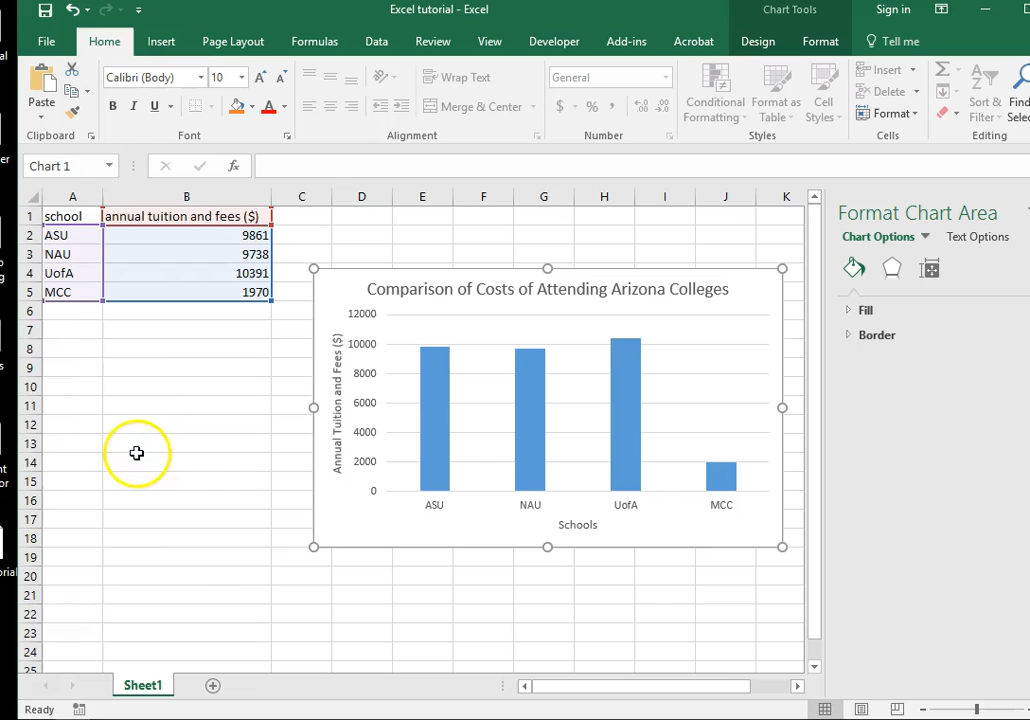 Excel tutorial - Excel
Chart Tools
Sign in
File Home Insert Page Layout Formulas Data Review View Developer Add-ins Acrobat Design Format Tell me
Paste
Calibri (Body) 10
B I U
Wrap Text
Merge & Center
General
$ %
Conditional Formatting
Format as Table
Cell Styles
Insert
Delete
Format
Sort & Filter
Clipboard Font Alignment Number Styles Cells Editing
Chart 1 fx
A B C D E F G H I J K
1 school annual tuition and fees ($)
2 ASU 9861
3 NAU 9738
4 UofA 10391
5 MCC 1970
6
7
8
9
10
11
12
13
14
15
16
17
18
19
20
21
22
23
24
25
Comparison of Costs of Attending Arizona Colleges
Annual Tuition and Fees ($)
12000
10000
8000
6000
4000
2000
0
ASU NAU UofA MCC
Schools
Format Chart Area
Chart Options Text Options
Fill
Border
Sheet1
Ready